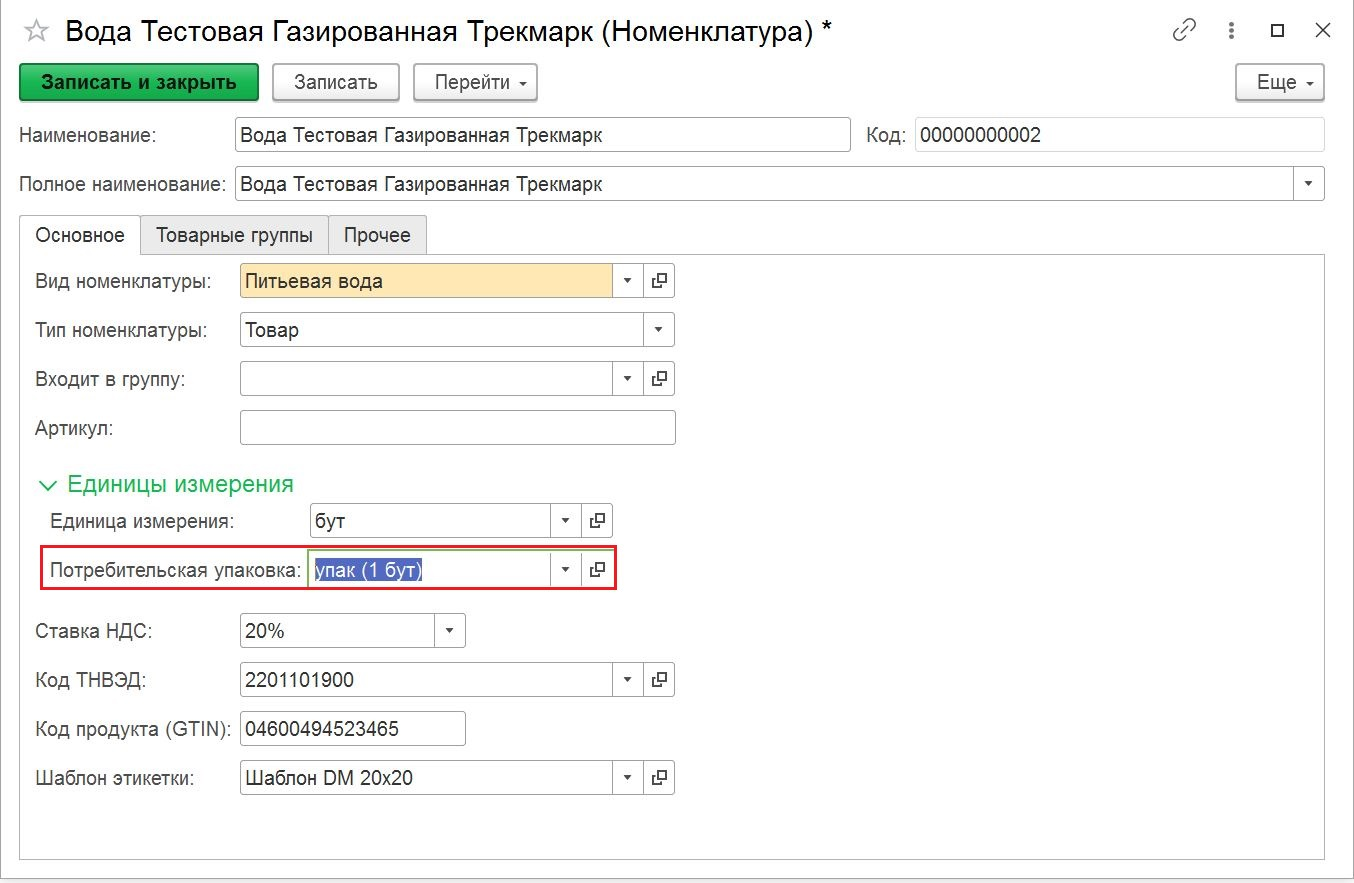 Вода Тестовая Газированная Трекмарк (Номенклатура) *
Записать и закрыть Записать Перейти Еще
Наименование: Вода Тестовая Газированная Трекмарк Код: 00000000002
Полное наименование: Вода Тестовая Газированная Трекмарк
Основное Товарные группы Прочее
Вид номенклатуры: Питьевая вода
Тип номенклатуры: Товар
Входит в группу:
Артикул:
Единицы измерения
Единица измерения: бут
Потребительская упаковка: упак (1 бут)
Ставка НДС: 20%
Код ТНВЭД: 2201101900
Код продукта (GTIN): 04600494523465
Шаблон этикетки: Шаблон DM 20x20